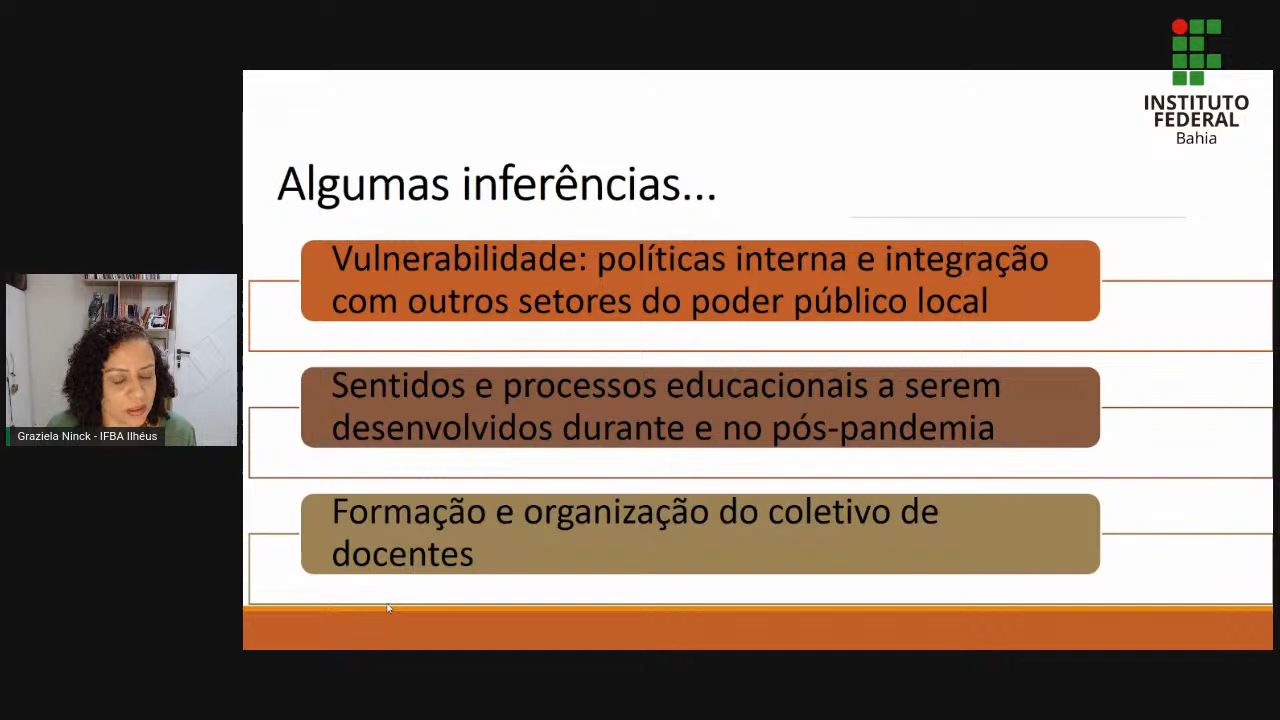 INSTITUTO
FEDERAL
Bahia
Algumas inferências...
Vulnerabilidade: políticas interna e integração
com outros setores do poder público local
Sentidos e processos educacionais a serem
desenvolvidos durante e no pós-pandemia
Formação e organização do coletivo de
docentes
Graziela Ninck - IFBA Ilhéus